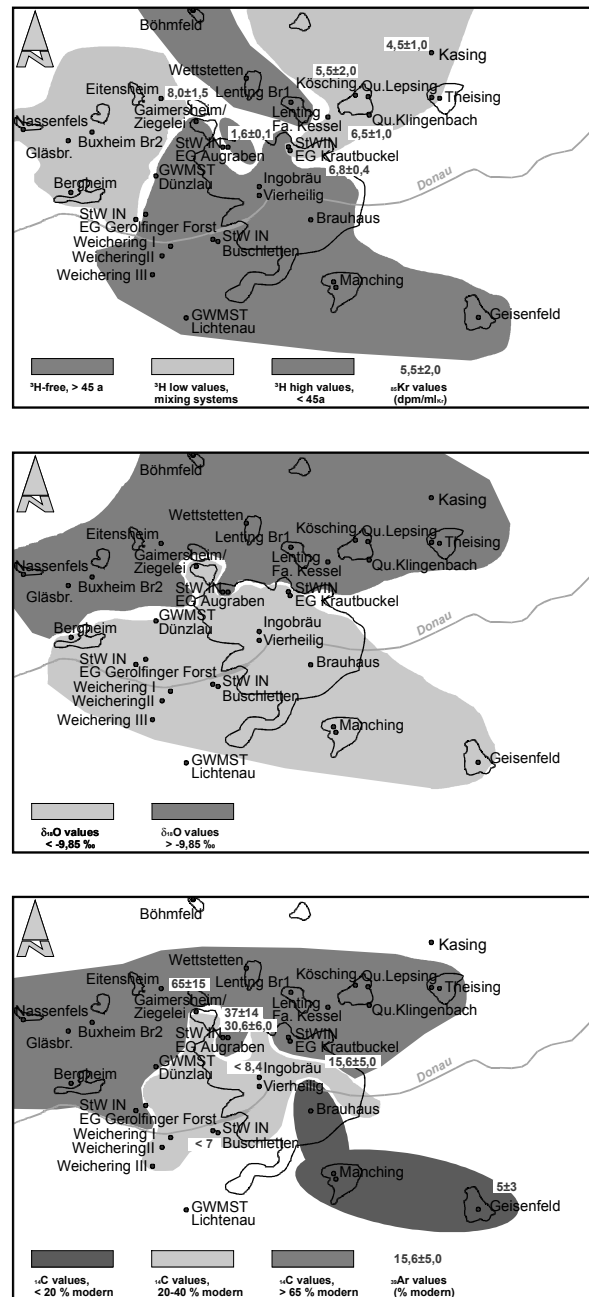 Böhmfeld
4,5±1,0
Kasing
Wettstetten
5,5±2,0
Eitensheim
8,0±1,5
Lenting Br1
Kösching
Qu.Lepsing
Theising
Gaimersheim/
Ziegelei
Lenting
Fa. Kessel
6,5±1,0
Qu.Klingenbach
Nassenfels
Buxheim Br2
Gläsbr.
1,6±0,1
StW IN
EG Augraben
StWIN
EG Krautbuckel
6,8±0,4
Bergheim
GWMST
Dünzlau
Ingobräu
Vierheilig
Donau
StW IN
EG Gerolfinger Forst
Brauhaus
Weichering I
WeicheringII
Weichering III
StW IN
Buschletten
Manching
Geisenfeld
GWMST
Lichtenau
³H-free, > 45 a
³H low values,
mixing systems
³H high values,
< 45a
5,5±2,0
₈₅Kr values
(dpm/mlKr)
Böhmfeld
Kasing
Wettstetten
Eitensheim
Lenting Br1
Kösching
Qu.Lepsing
Theising
Gaimersheim/
Ziegelei
Lenting
Fa. Kessel
Qu.Klingenbach
Nassenfels
Buxheim Br2
Gläsbr.
StW IN
EG Augraben
StWIN
EG Krautbuckel
Bergheim
GWMST
Dünzlau
Ingobräu
Vierheilig
Donau
StW IN
EG Gerolfinger Forst
Brauhaus
Weichering I
WeicheringII
Weichering III
StW IN
Buschletten
Manching
Geisenfeld
GWMST
Lichtenau
δ₁₈O values
< -9,85 ‰
δ₁₈O values
> -9,85 ‰
Böhmfeld
Kasing
Wettstetten
Eitensheim
65±15
Lenting Br1
Kösching
Qu.Lepsing
Theising
Gaimersheim/
Ziegelei
Lenting
Fa. Kessel
Qu.Klingenbach
Nassenfels
Buxheim Br2
Gläsbr.
37±14
30,6±6,0
StW IN
EG Augraben
StWIN
EG Krautbuckel
15,6±5,0
Bergheim
GWMST
Dünzlau
< 8,4
Ingobräu
Vierheilig
Donau
StW IN
EG Gerolfinger Forst
Brauhaus
Weichering I
WeicheringII
Weichering III
< 7
StW IN
Buschletten
Manching
5±3
Geisenfeld
GWMST
Lichtenau
₁₄C values,
< 20 % modern
₁₄C values,
20-40 % modern
₁₄C values,
> 65 % modern
15,6±5,0
₃₉Ar values
(% modern)